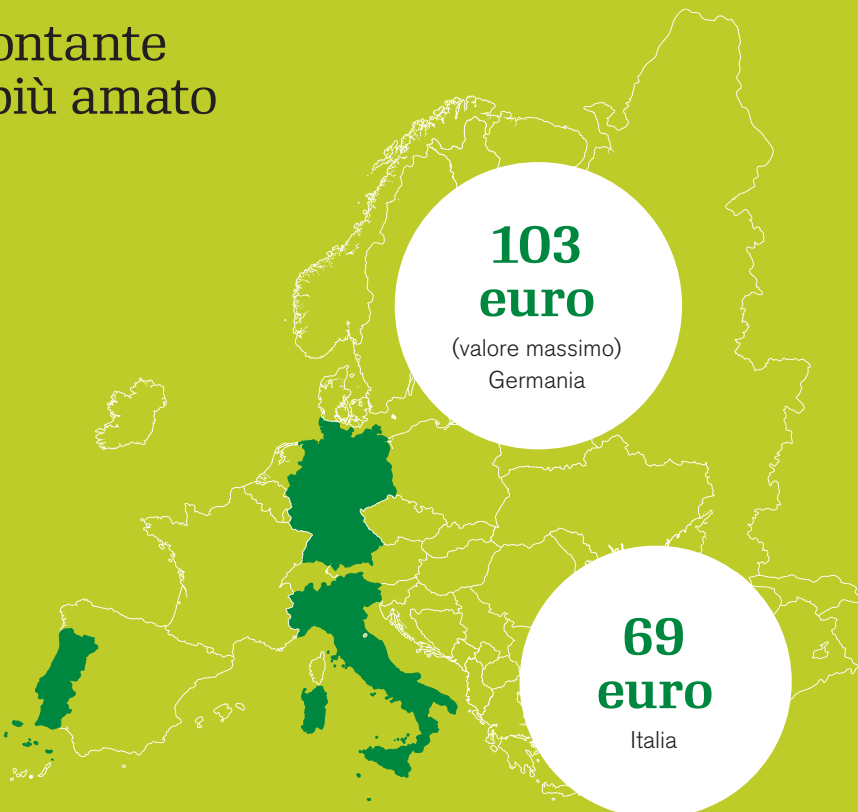 ontante
più amato
103
euro
(valore massimo)
Germania
69
euro
Italia